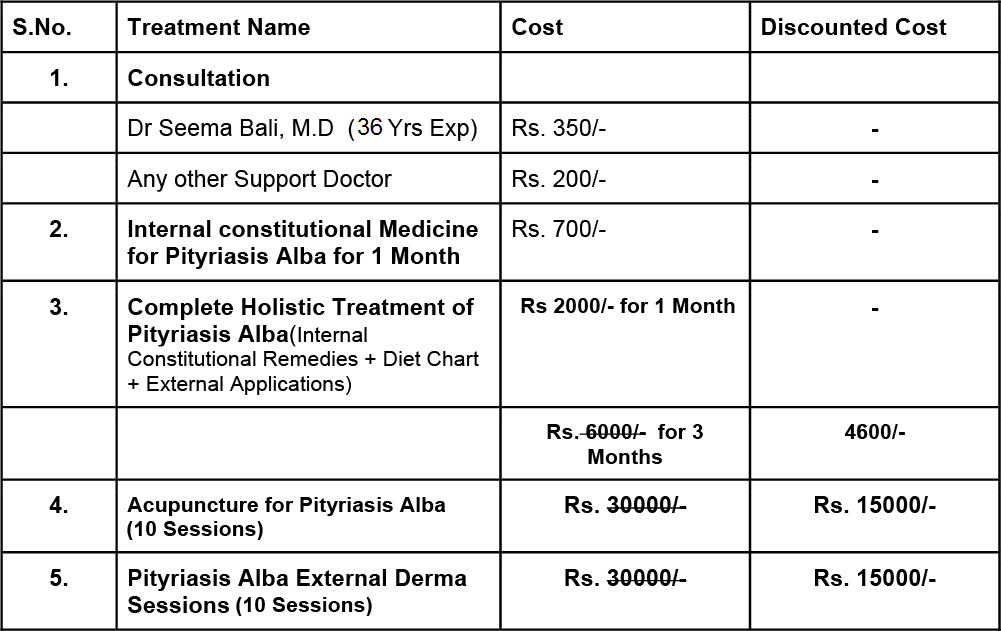 S.No. Treatment Name Cost Discounted Cost
1. Consultation
Dr Seema Bali, M.D (36 Yrs Exp) Rs. 350/- -
Any other Support Doctor Rs. 200/- -
2. Internal constitutional Medicine Rs. 700/- -
for Pityriasis Alba for 1 Month
3. Complete Holistic Treatment of Rs 2000/- for 1 Month -
Pityriasis Alba(Internal
Constitutional Remedies + Diet Chart
+ External Applications)
Rs. 6000/- for 3 4600/-
Months
4. Acupuncture for Pityriasis Alba Rs. 30000/- Rs. 15000/-
(10 Sessions)
5. Pityriasis Alba External Derma Rs. 30000/- Rs. 15000/-
Sessions (10 Sessions)